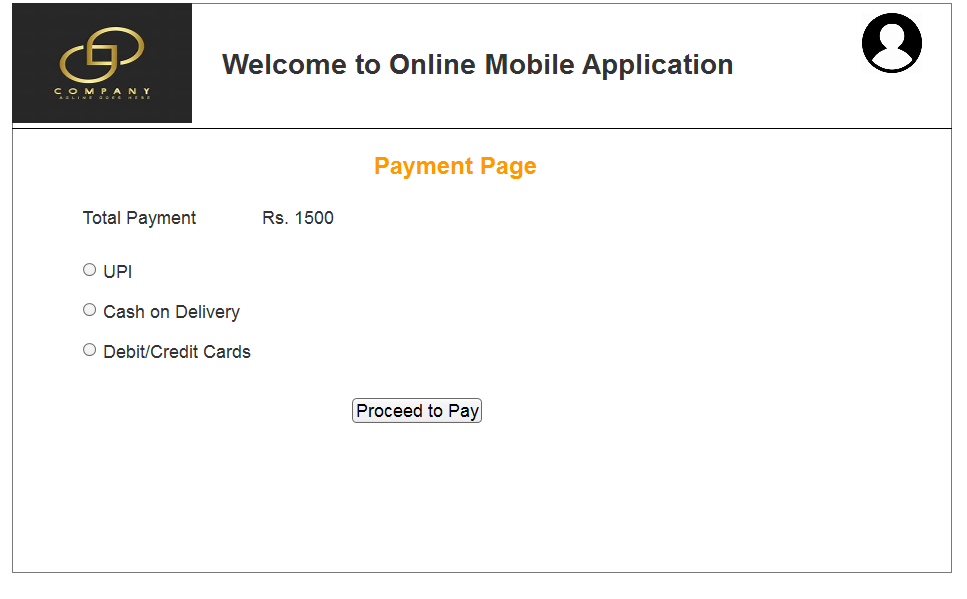 COMPANY
Welcome to Online Mobile Application
Payment Page
Total Payment Rs. 1500
UPI
Cash on Delivery
Debit/Credit Cards
Proceed to Pay